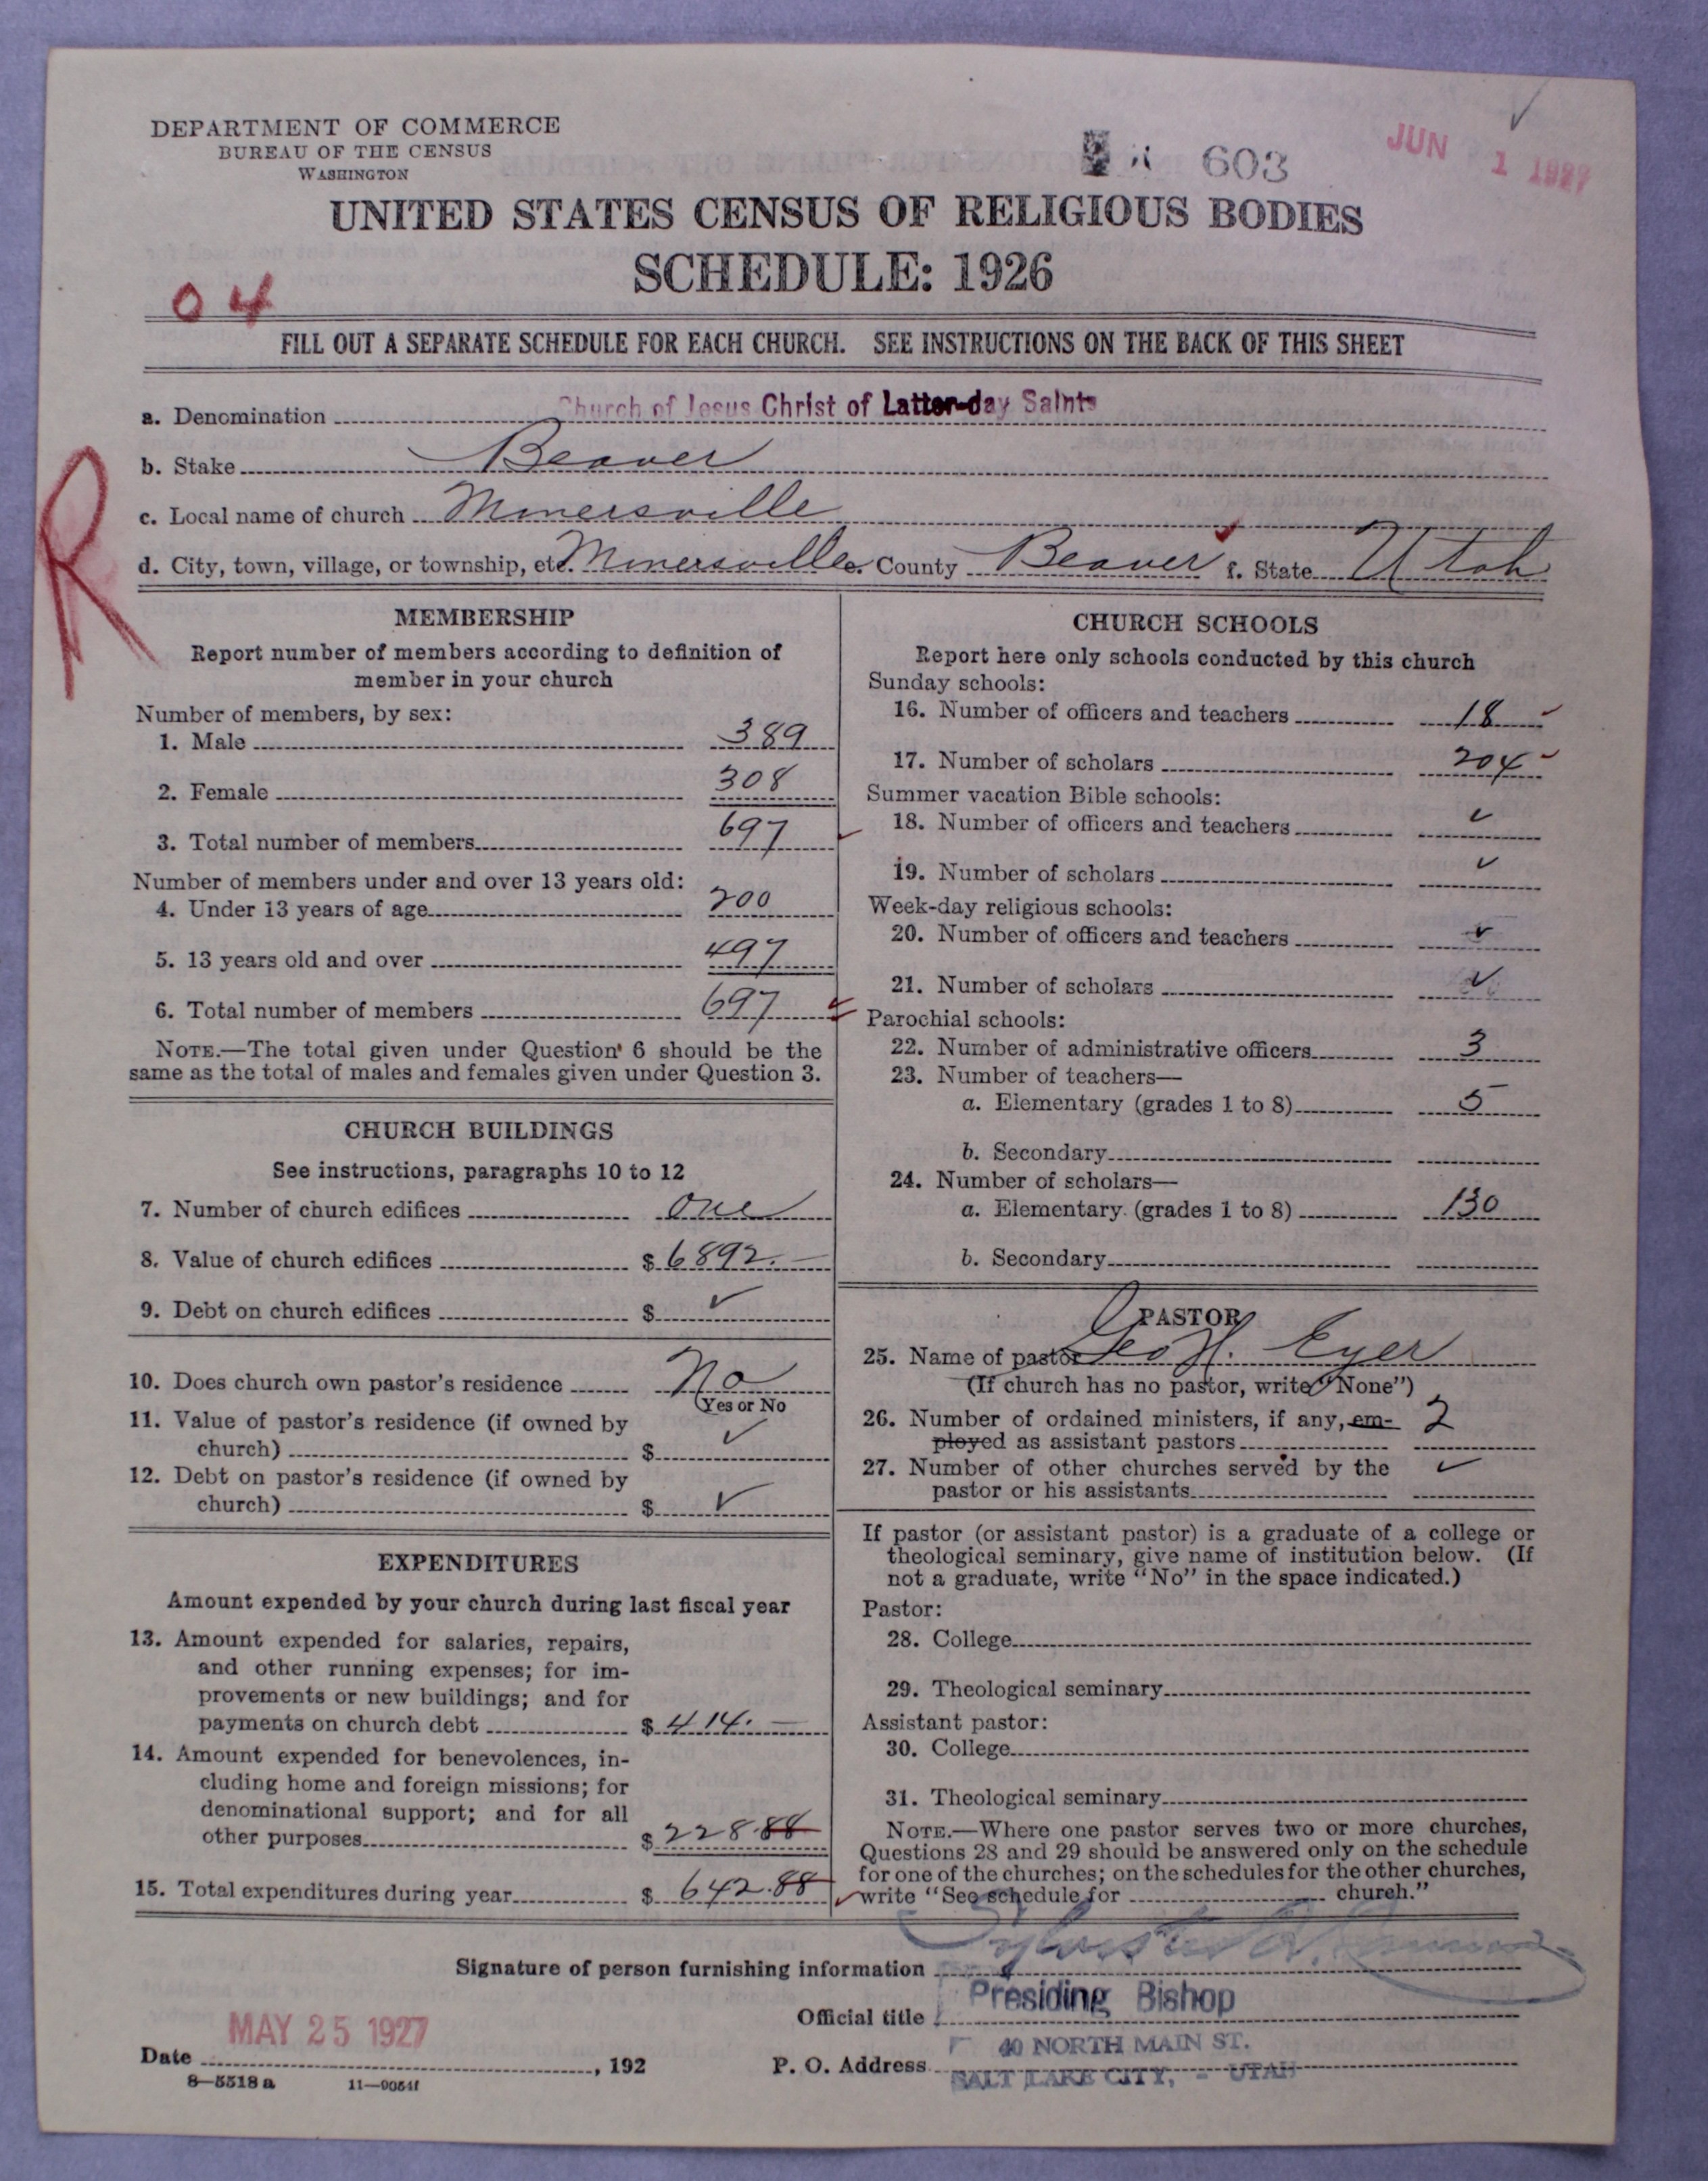 DEPARTMENT OF COMMERCE
BUREAU OF THE CENSUS
WASHINGTON
603
JUN 1 1927
UNITED STATES CENSUS OF RELIGIOUS BODIES
SCHEDULE: 1926
04
FILL OUT A SEPARATE SCHEDULE FOR EACH CHURCH. SEE INSTRUCTIONS ON THE BACK OF THIS SHEET
a. Denomination Church of Jesus Christ of Latter-day Saints
b. Stake Beaver
R
c. Local name of church Minersville
d. City, town, village, or township, etc. Minersville e. County Beaver f. State Utah
MEMBERSHIP
Report number of members according to definition of
member in your church
Number of members, by sex:
1. Male 389
2. Female 308
3. Total number of members 697
Number of members under and over 13 years old:
4. Under 13 years of age 200
5. 13 years old and over 497
6. Total number of members 697
NOTE.—The total given under Question 6 should be the
same as the total of males and females given under Question 3.
CHURCH BUILDINGS
See instructions, paragraphs 10 to 12
7. Number of church edifices one
8. Value of church edifices $ 6892.—
9. Debt on church edifices $ ✓
10. Does church own pastor's residence No
(Yes or No
11. Value of pastor's residence (if owned by
church) $ ✓
12. Debt on pastor's residence (if owned by
church) $ ✓
EXPENDITURES
Amount expended by your church during last fiscal year
13. Amount expended for salaries, repairs,
and other running expenses; for im-
provements or new buildings; and for
payments on church debt $ 414.—
14. Amount expended for benevolences, in-
cluding home and foreign missions; for
denominational support; and for all
other purposes $ 228.88
15. Total expenditures during year $ 642.88
CHURCH SCHOOLS
Report here only schools conducted by this church
Sunday schools:
16. Number of officers and teachers 18
17. Number of scholars 204
Summer vacation Bible schools:
18. Number of officers and teachers ✓
19. Number of scholars ✓
Week-day religious schools:
20. Number of officers and teachers ✓
21. Number of scholars ✓
Parochial schools:
22. Number of administrative officers 3
23. Number of teachers—
a. Elementary (grades 1 to 8) 5
b. Secondary
24. Number of scholars—
a. Elementary (grades 1 to 8) 130
b. Secondary
PASTOR
25. Name of pastor Geo H. Eyer
(If church has no pastor, write "None")
26. Number of ordained ministers, if any, em- 2
ployed as assistant pastors
27. Number of other churches served by the ✓
pastor or his assistants
If pastor (or assistant pastor) is a graduate of a college or
theological seminary, give name of institution below. (If
not a graduate, write "No" in the space indicated.)
Pastor:
28. College
29. Theological seminary
Assistant pastor:
30. College
31. Theological seminary
NOTE.—Where one pastor serves two or more churches,
Questions 28 and 29 should be answered only on the schedule
for one of the churches; on the schedules for the other churches,
write "See schedule for church."
Signature of person furnishing information
Official title Presiding Bishop
MAY 25 1927
Date , 192
P. O. Address 40 NORTH MAIN ST.
SALT LAKE CITY, - UTAH
8—5518a 11—9054f